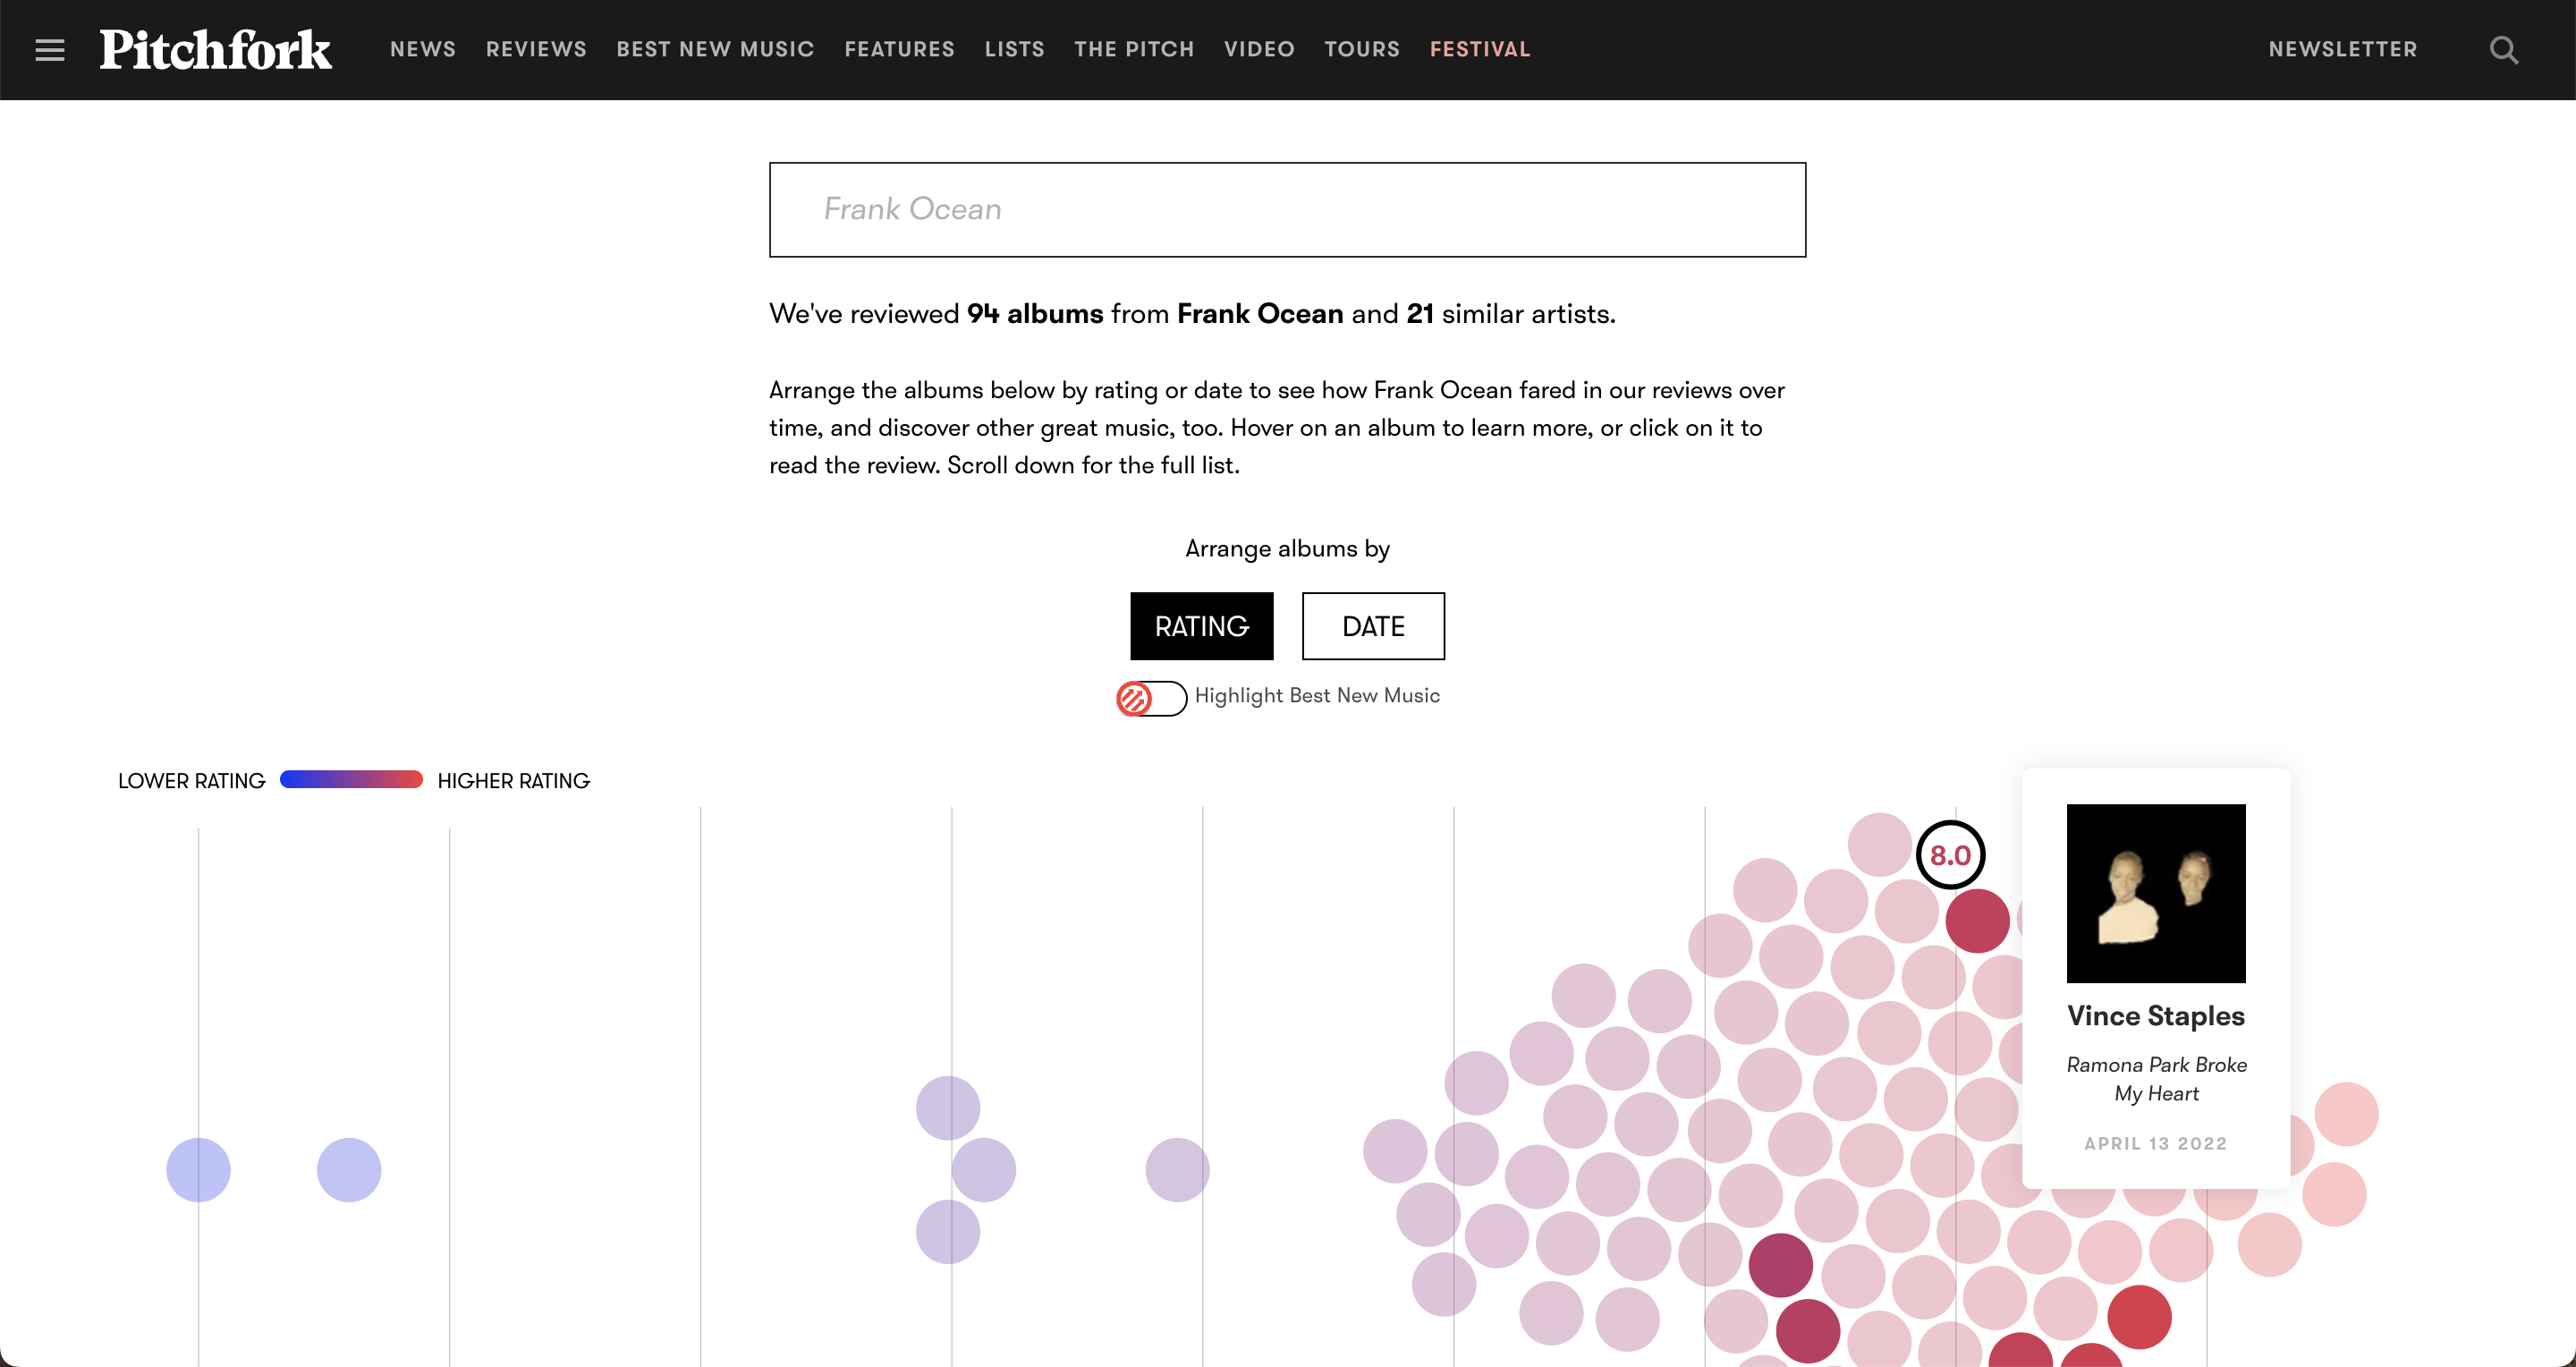 Pitchfork
NEWS REVIEWS BEST NEW MUSIC FEATURES LISTS THE PITCH VIDEO TOURS FESTIVAL NEWSLETTER
Frank Ocean
We've reviewed 94 albums from Frank Ocean and 21 similar artists.
Arrange the albums below by rating or date to see how Frank Ocean fared in our reviews over
time, and discover other great music, too. Hover on an album to learn more, or click on it to
read the review. Scroll down for the full list.
Arrange albums by
RATING DATE
Highlight Best New Music
LOWER RATING HIGHER RATING
8.0
Vince Staples
Ramona Park Broke
My Heart
APRIL 13 2022